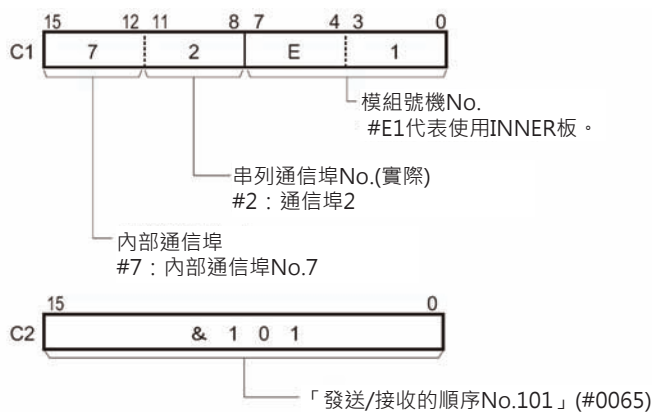 15 12 11 8 7 4 3 0
C1 7 2 E 1
模組號機No.
#E1代表使用INNER板。
串列通信埠No.(實際)
#2：通信埠2
內部通信埠
#7：內部通信埠No.7
15 0
C2 & 1 0 1
「發送/接收的順序No.101」(#0065)